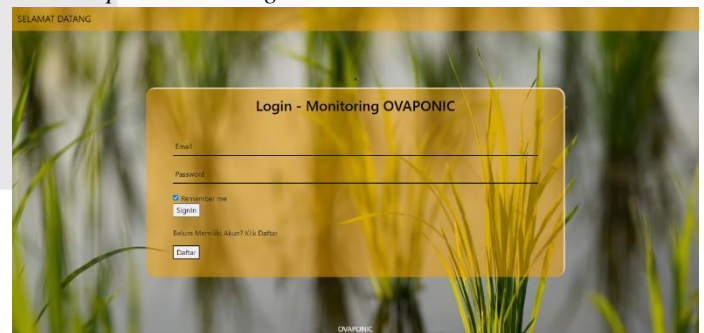 SELAMAT DATANG
Login - Monitoring OVAPONIC
Email
Password
Remember me
SignIn
Belum Memiliki Akun? Klik Daftar
Daftar
OVAPONIC